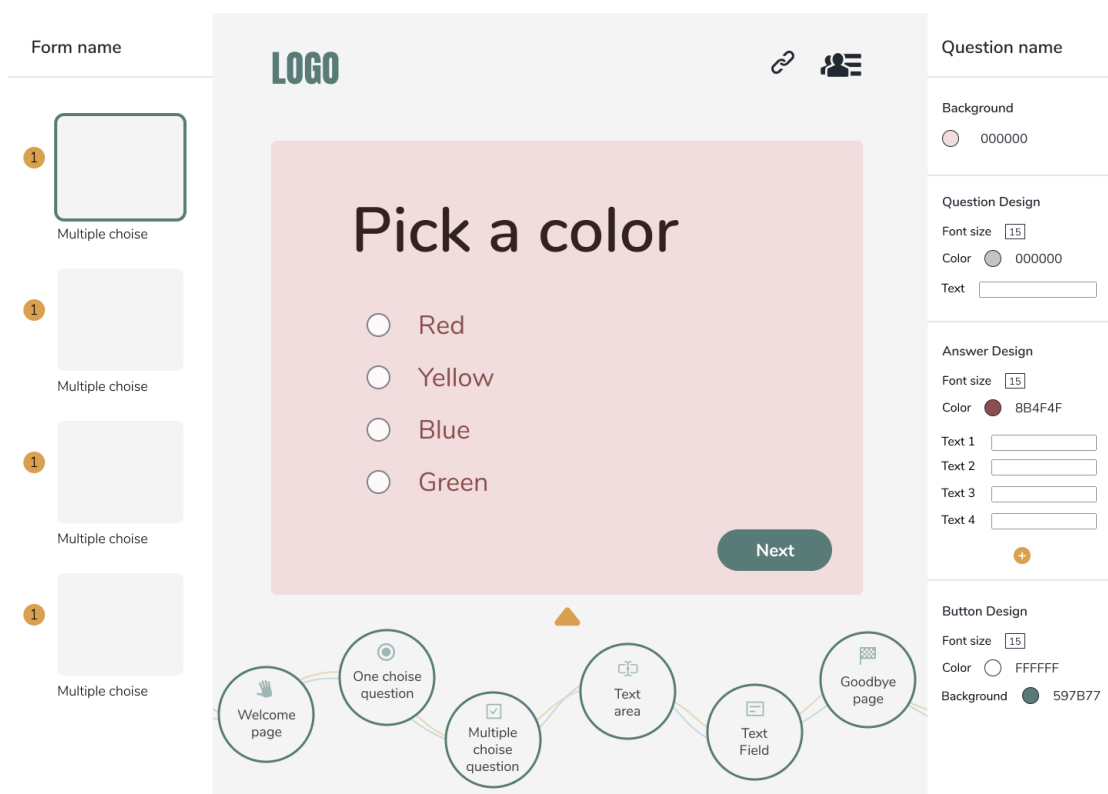 Form name
1
Multiple choise
1
Multiple choise
1
Multiple choise
1
Multiple choise
LOGO
Pick a color
Red
Yellow
Blue
Green
Next
Welcome
page
One choise
question
Multiple
choise
question
Text
area
Text
Field
Goodbye
page
Question name
Background
000000
Question Design
Font size 15
Color 000000
Text
Answer Design
Font size 15
Color 8B4F4F
Text 1
Text 2
Text 3
Text 4
+
Button Design
Font size 15
Color FFFFFF
Background 597B77